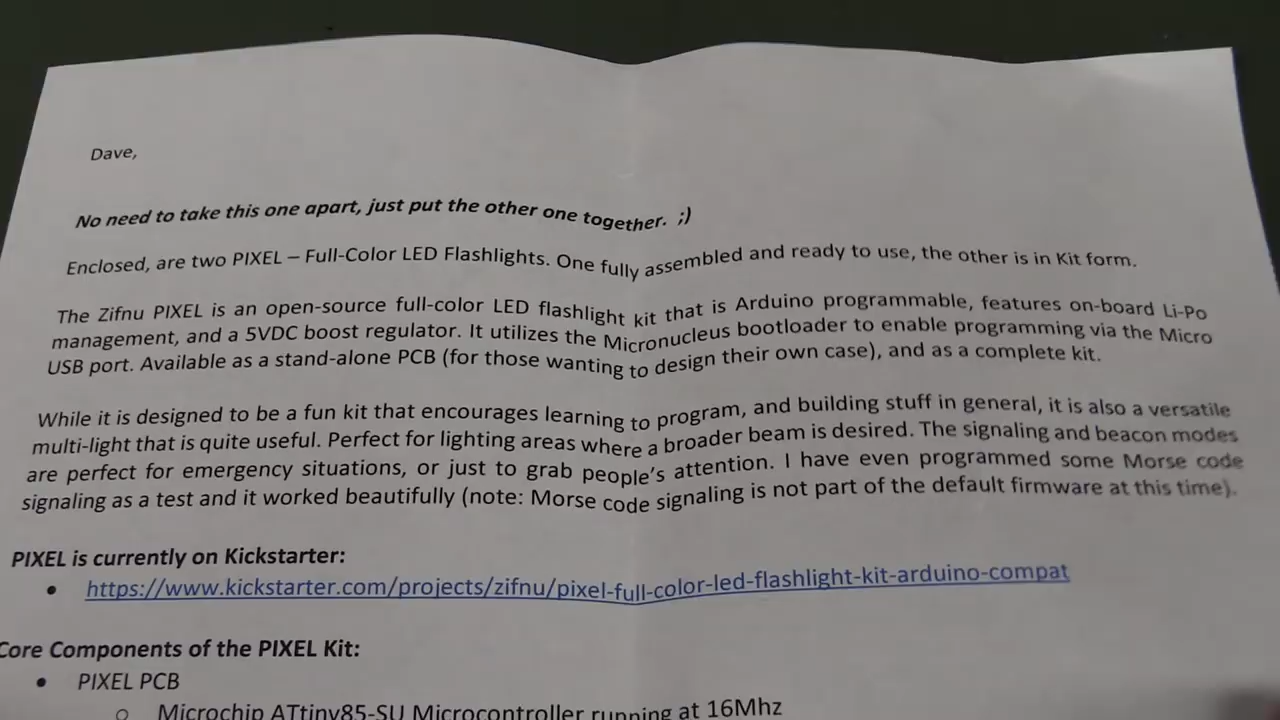 Dave,
No need to take this one apart, just put the other one together. ;)
Enclosed, are two PIXEL – Full-Color LED Flashlights. One fully assembled and ready to use, the other is in Kit form.
The Zifnu PIXEL is an open-source full-color LED flashlight kit that is Arduino programmable, features on-board Li-Po
management, and a 5VDC boost regulator. It utilizes the Micronucleus bootloader to enable programming via the Micro
USB port. Available as a stand-alone PCB (for those wanting to design their own case), and as a complete kit.
While it is designed to be a fun kit that encourages learning to program, and building stuff in general, it is also a versatile
multi-light that is quite useful. Perfect for lighting areas where a broader beam is desired. The signaling and beacon modes
are perfect for emergency situations, or just to grab people's attention. I have even programmed some Morse code
signaling as a test and it worked beautifully (note: Morse code signaling is not part of the default firmware at this time).
PIXEL is currently on Kickstarter:
• https://www.kickstarter.com/projects/zifnu/pixel-full-color-led-flashlight-kit-arduino-compat
Core Components of the PIXEL Kit:
• PIXEL PCB
o Microchip ATtiny85-SU Microcontroller running at 16Mhz